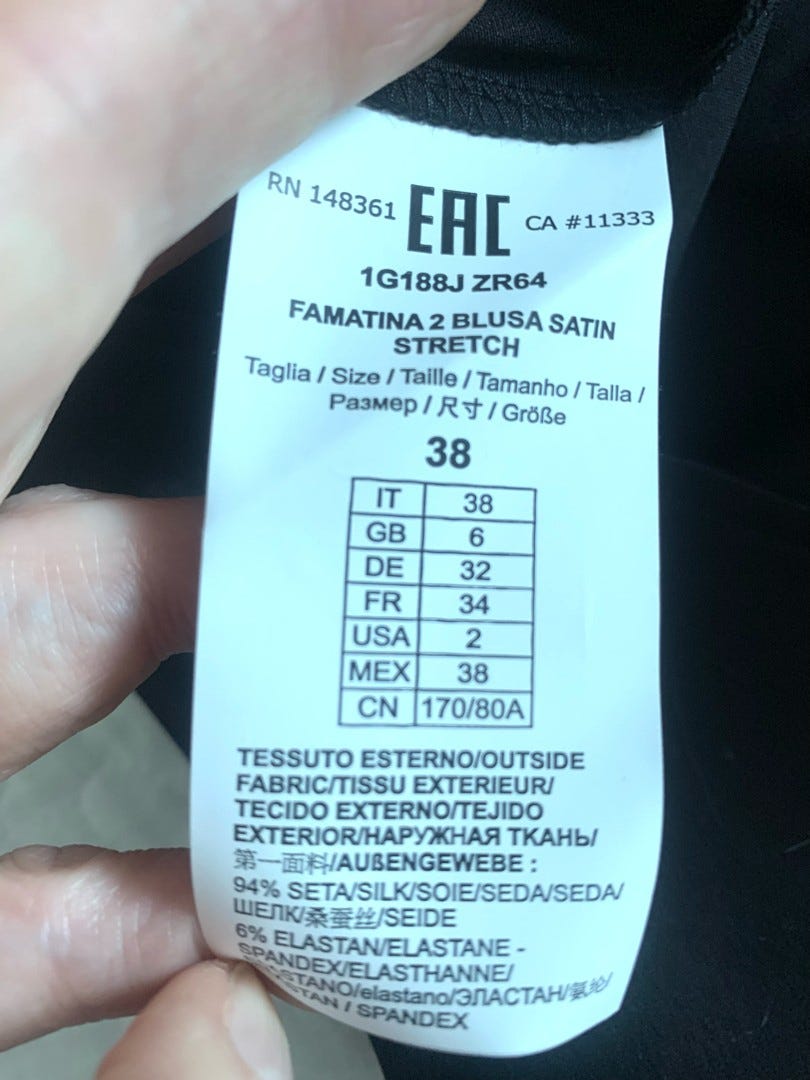 RN 148361 EAC CA #11333
1G188J ZR64
FAMATINA 2 BLUSA SATIN
STRETCH
Taglia / Size / Taille / Tamanho / Talla /
Размер / 尺寸 / Größe
38
IT 38
GB 6
DE 32
FR 34
USA 2
MEX 38
CN 170/80A
TESSUTO ESTERNO/OUTSIDE
FABRIC/TISSU EXTERIEUR/
TECIDO EXTERNO/TEJIDO
EXTERIOR/НАРУЖНАЯ ТКАНЬ/
第一面料/AUßENGEWEBE :
94% SETA/SILK/SOIE/SEDA/SEDA/
ШЕЛК/桑蚕丝/SEIDE
6% ELASTAN/ELASTANE -
SPANDEX/ELASTHANNE/
/elastano/ЭЛАСТАН/氨纶/
/ SPANDEX